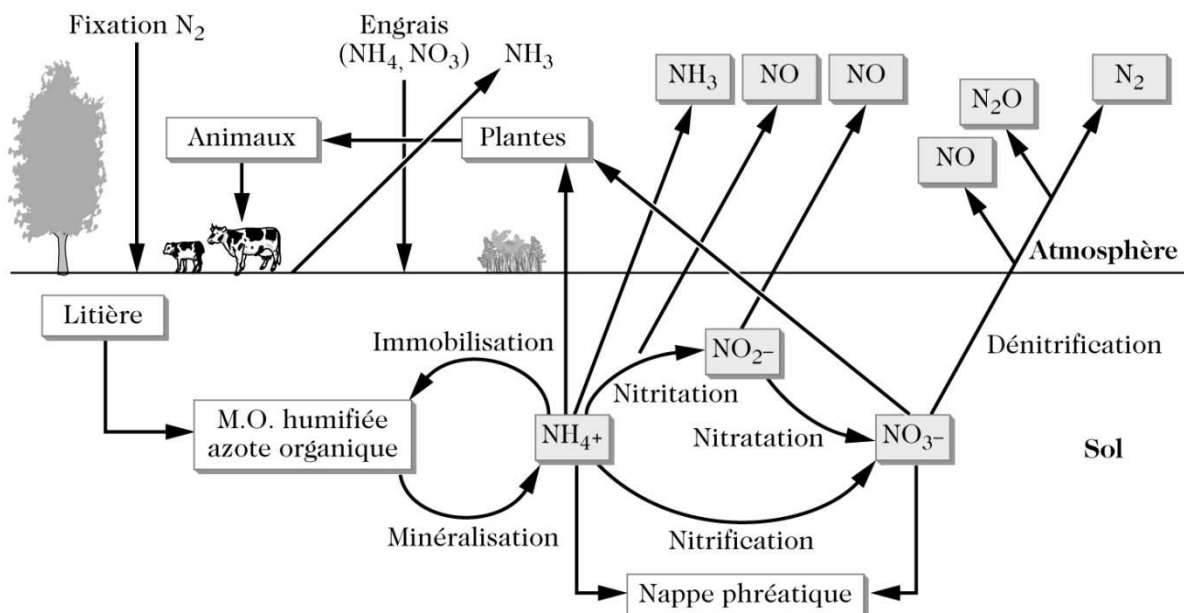 Fixation N₂
Engrais
(NH₄, NO₃)
NH₃
NH₃
NO
NO
N₂O
N₂
Animaux
Plantes
NO
Atmosphère
Litière
Immobilisation
NO₂–
Dénitrification
Nitritation
M.O. humifiée
azote organique
NH₄+
Nitratation
NO₃–
Sol
Minéralisation
Nitrification
Nappe phréatique